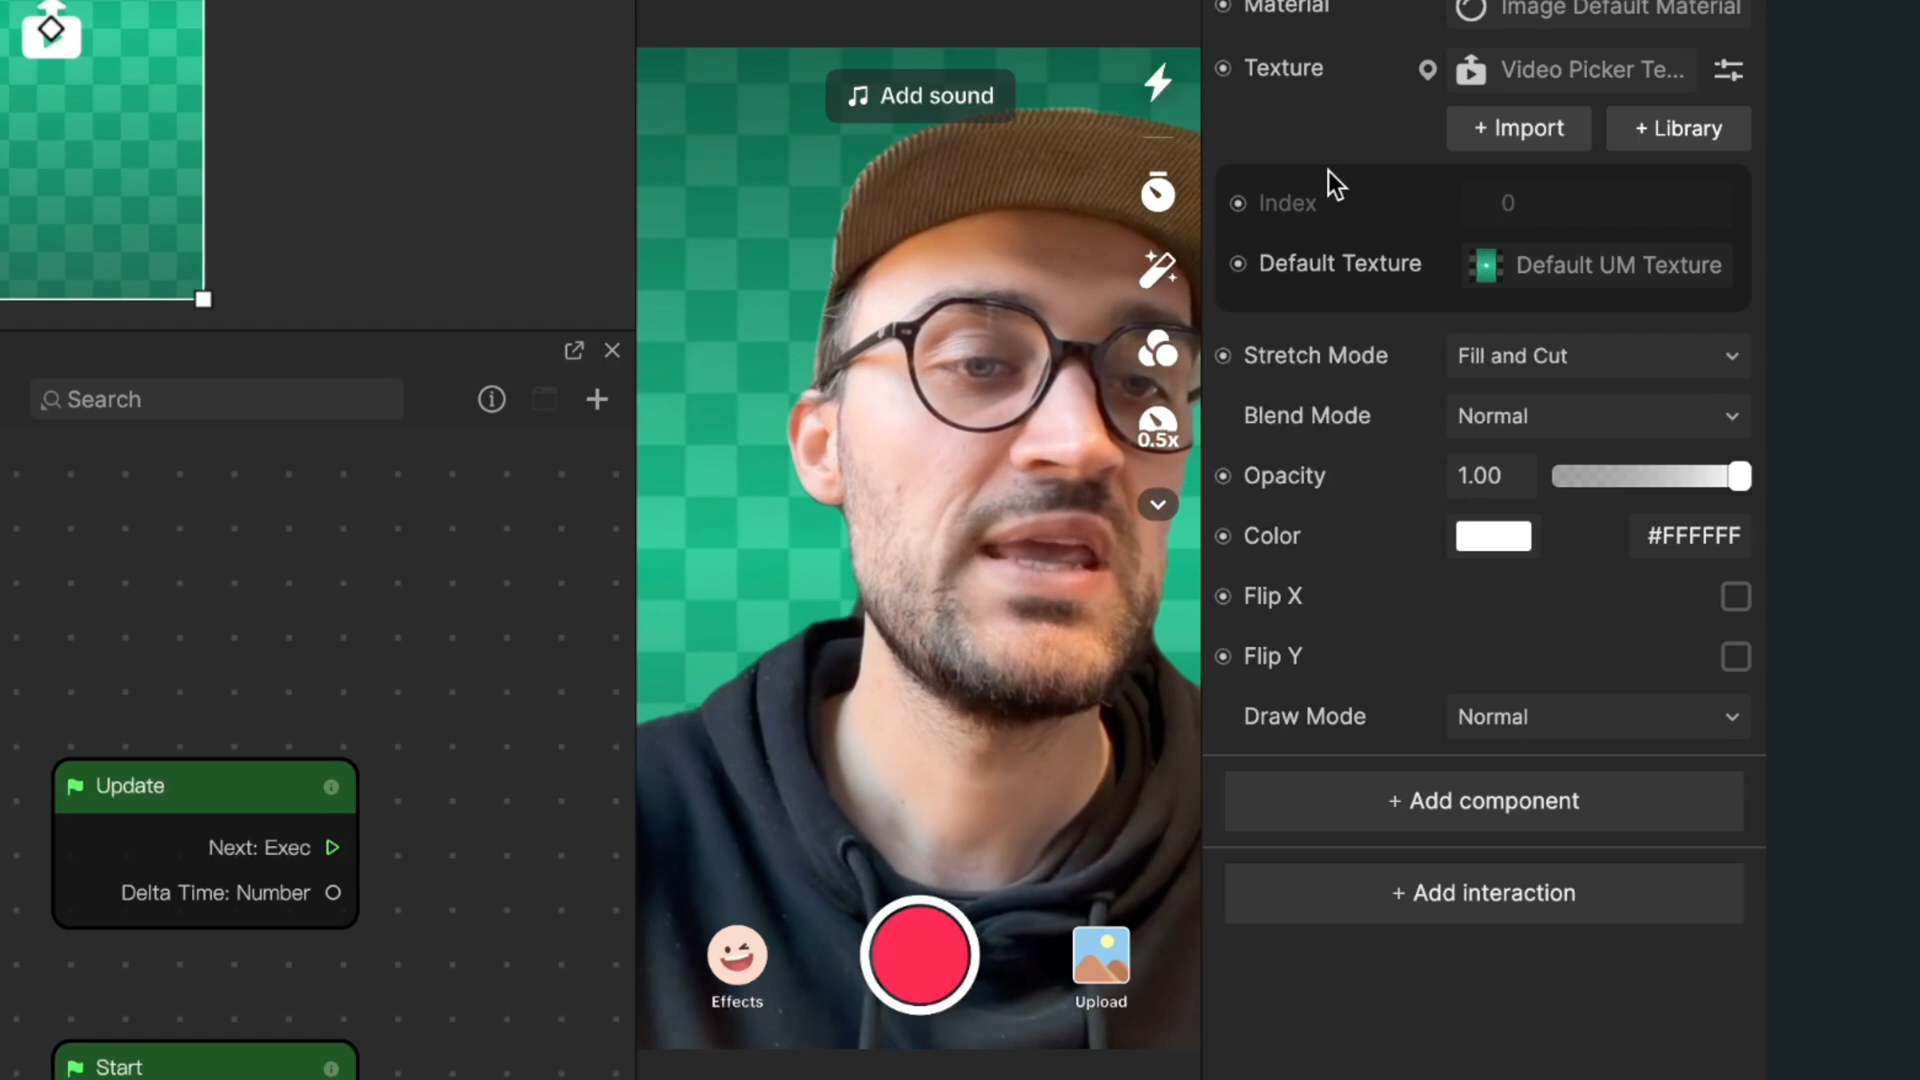 Material
Image Default Material
Texture
Video Picker Te...
Add sound
+ Import
+ Library
Index
0
Default Texture
Default UM Texture
Stretch Mode
Fill and Cut
Search
Blend Mode
Normal
0.5x
Opacity
1.00
Color
#FFFFFF
Flip X
Flip Y
Draw Mode
Normal
Update
+ Add component
Next: Exec
Delta Time: Number
+ Add interaction
Effects
Upload
Start